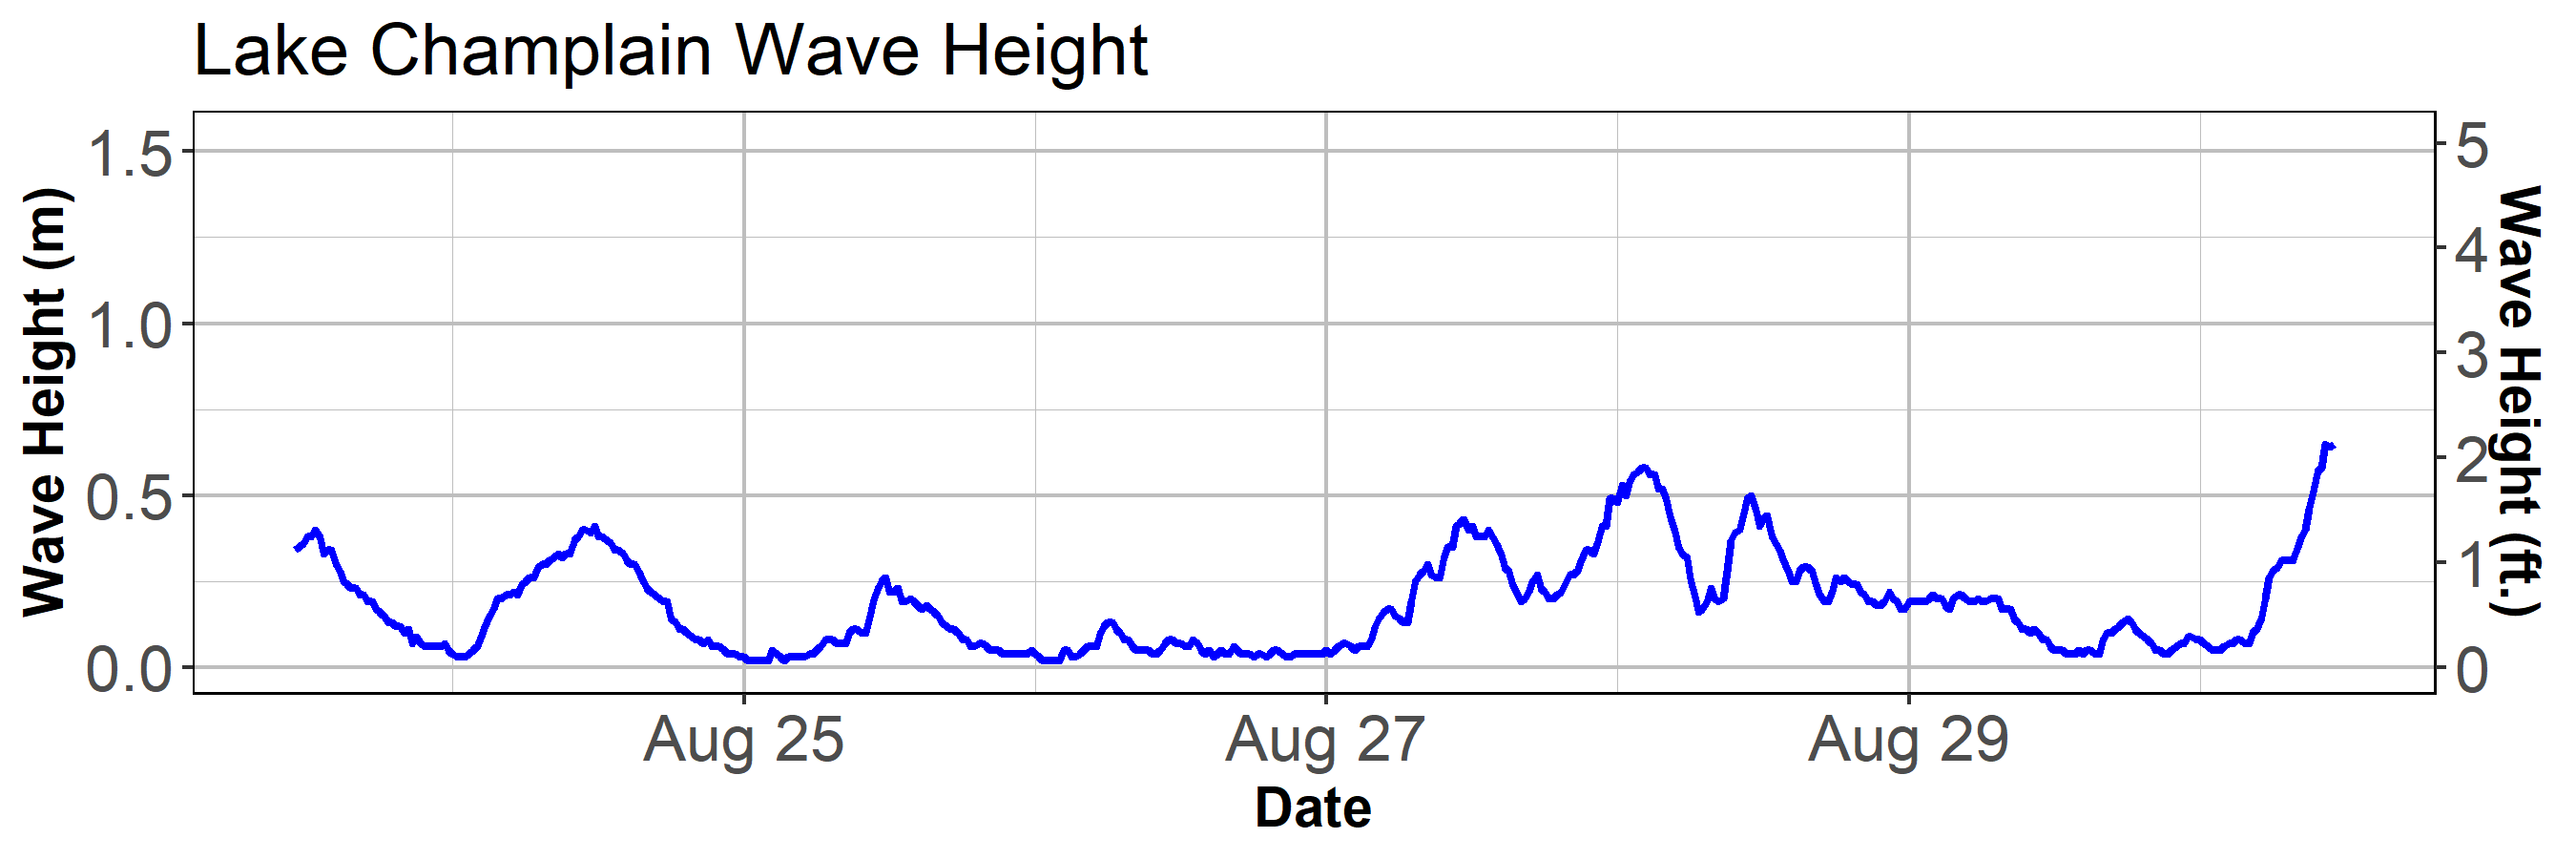 Lake Champlain Wave Height
Wave Height (m)
1.5
1.0
0.5
0.0
5
4
3
2
1
0
Wave Height (ft.)
Aug 25
Aug 27
Aug 29
Date